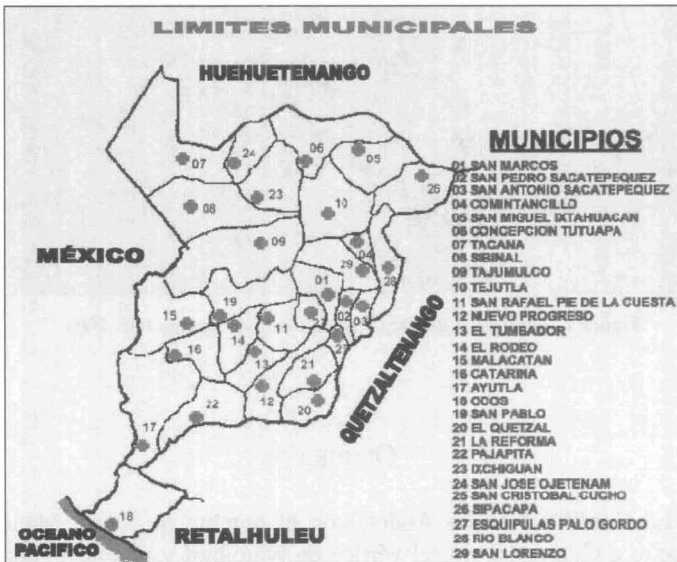 LIMITES MUNICIPALES
HUEHUETENANGO
07
24
06
05
26
23
10
08
MÉXICO
09
04
29
28
01
15
19
11
02
03
14
16
13
21
12
20
22
17
18
QUETZALTENANGO
OCEANO
PACIFICO
RETALHULEU
MUNICIPIOS
01 SAN MARCOS
02 SAN PEDRO SACATEPEQUEZ
03 SAN ANTONIO SACATEPEQUEZ
04 COMINTANCILLO
05 SAN MIGUEL IXTAHUACAN
06 CONCEPCION TUTUAPA
07 TACANA
08 SIBINAL
09 TAJUMULCO
10 TEJUTLA
11 SAN RAFAEL PIE DE LA CUESTA
12 NUEVO PROGRESO
13 EL TUMBADOR
14 EL RODEO
15 MALACATAN
16 CATARINA
17 AYUTLA
18 OCOS
19 SAN PABLO
20 EL QUETZAL
21 LA REFORMA
22 PAJAPITA
23 IXCHIGUAN
24 SAN JOSE OJETENAM
25 SAN CRISTOBAL CUCHO
26 SIPACAPA
27 ESQUIPULAS PALO GORDO
28 RIO BLANCO
29 SAN LORENZO